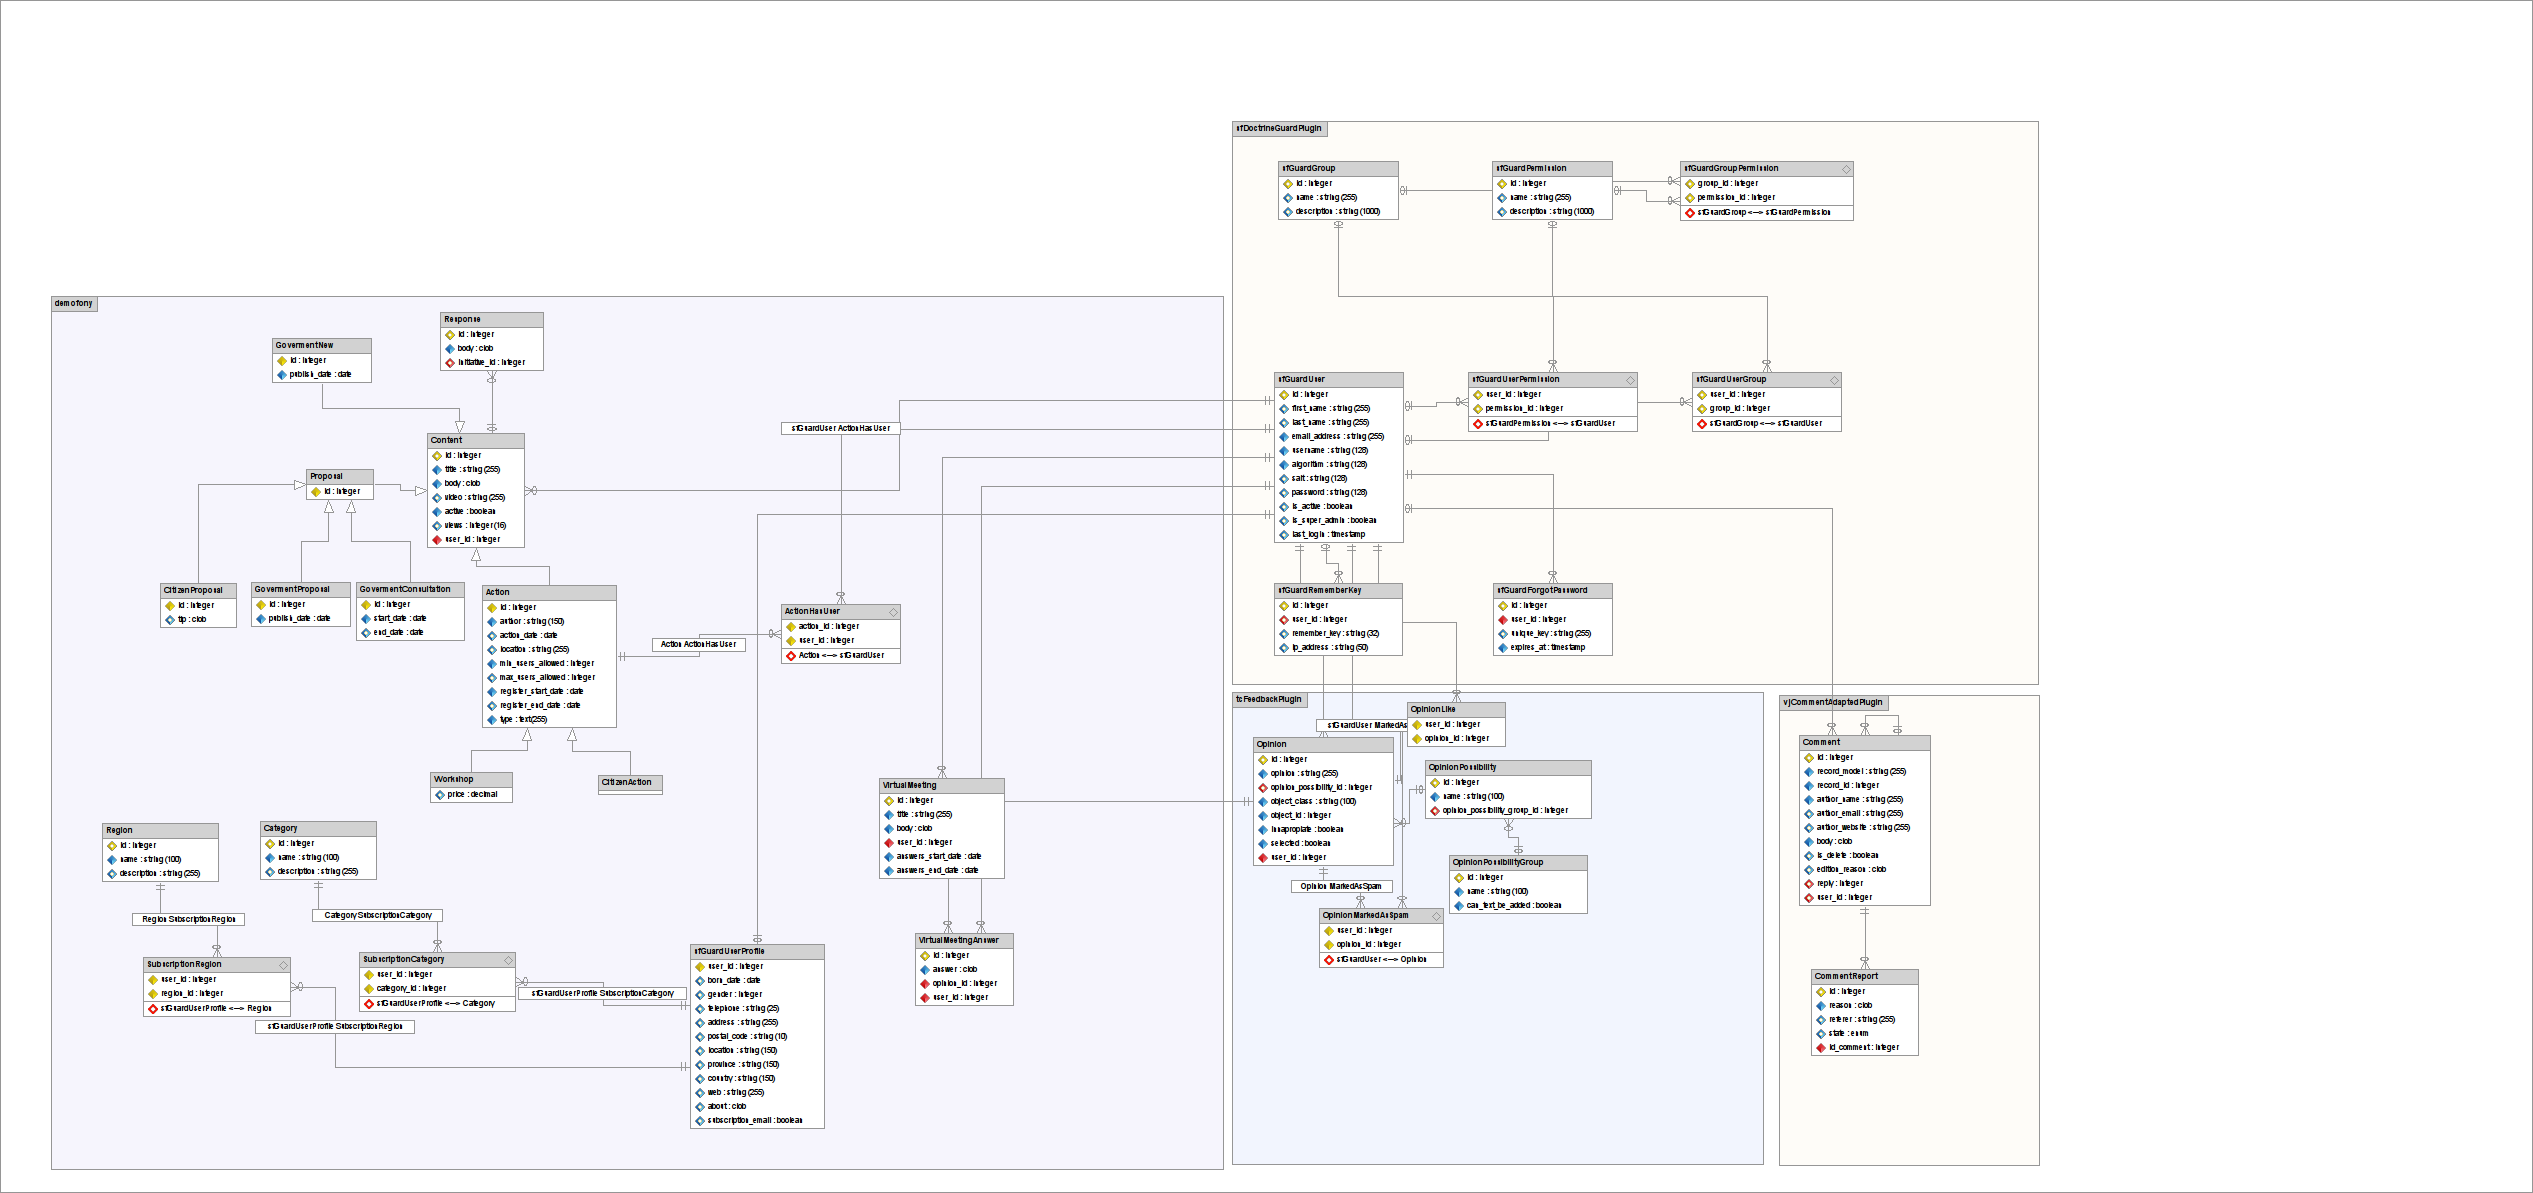 sfDoctrineGuardPlugin
sfGuardGroup
id : integer
name : string (255)
description : string (1000)
sfGuardPermission
id : integer
name : string (255)
description : string (1000)
sfGuardGroupPermission
group_id : integer
permission_id : integer
sfGuardGroup <--> sfGuardPermission
sfGuardUser
id : integer
first_name : string (255)
last_name : string (255)
email_address : string (255)
username : string (128)
algorithm : string (128)
salt : string (128)
password : string (128)
is_active : boolean
is_super_admin : boolean
last_login : timestamp
sfGuardUserPermission
user_id : integer
permission_id : integer
sfGuardPermission <--> sfGuardUser
sfGuardUserGroup
user_id : integer
group_id : integer
sfGuardGroup <--> sfGuardUser
sfGuardRememberKey
id : integer
user_id : integer
remember_key : string (32)
ip_address : string (50)
sfGuardForgotPassword
id : integer
user_id : integer
unique_key : string (255)
expires_at : timestamp
demofony
Response
id : integer
body : clob
initiative_id : integer
GovermentNew
id : integer
publish_date : date
Content
id : integer
title : string (255)
body : clob
video : string (255)
active : boolean
views : integer (16)
user_id : integer
Proposal
id : integer
CitizenProposal
id : integer
tip : clob
GovermentProposal
id : integer
publish_date : date
GovermentConsultation
id : integer
start_date : date
end_date : date
Action
id : integer
author : string (150)
action_date : date
location : string (255)
min_users_allowed : integer
max_users_allowed : integer
register_start_date : date
register_end_date : date
type : text(255)
sfGuardUser ActionHasUser
Action ActionHasUser
ActionHasUser
action_id : integer
user_id : integer
Action <--> sfGuardUser
Workshop
price : decimal
CitizenAction
Region
id : integer
name : string (100)
description : string (255)
Category
id : integer
name : string (100)
description : string (255)
Region SubscriptionRegion
Category SubscriptionCategory
SubscriptionRegion
user_id : integer
region_id : integer
sfGuardUserProfile <--> Region
SubscriptionCategory
user_id : integer
category_id : integer
sfGuardUserProfile <--> Category
sfGuardUserProfile SubscriptionCategory
sfGuardUserProfile SubscriptionRegion
sfGuardUserProfile
user_id : integer
born_date : date
gender : integer
telephone : string (25)
address : string (255)
postal_code : string (10)
location : string (150)
province : string (150)
country : string (150)
web : string (255)
about : clob
subscription_email : boolean
VirtualMeeting
id : integer
title : string (255)
body : clob
user_id : integer
answers_start_date : date
answers_end_date : date
VirtualMeetingAnswer
id : integer
answer : clob
opinion_id : integer
user_id : integer
tcFeedbackPlugin
sfGuardUser MarkedAs
OpinionLike
user_id : integer
opinion_id : integer
Opinion
id : integer
opinion : string (255)
opinion_possibility_id : integer
object_class : string (100)
object_id : integer
innapropiate : boolean
selected : boolean
user_id : integer
OpinionPossibility
id : integer
name : string (100)
opinion_possibility_group_id : integer
OpinionPossibilityGroup
id : integer
name : string (100)
can_text_be_added : boolean
Opinion MarkedAsSpam
OpinionMarkedAsSpam
user_id : integer
opinion_id : integer
sfGuardUser <--> Opinion
vjCommentAdaptedPlugin
Comment
id : integer
record_model : string (255)
record_id : integer
author_name : string (255)
author_email : string (255)
author_website : string (255)
body : clob
is_delete : boolean
edition_reason : clob
reply : integer
user_id : integer
CommentReport
id : integer
reason : clob
referer : string (255)
state : enum
id_comment : integer